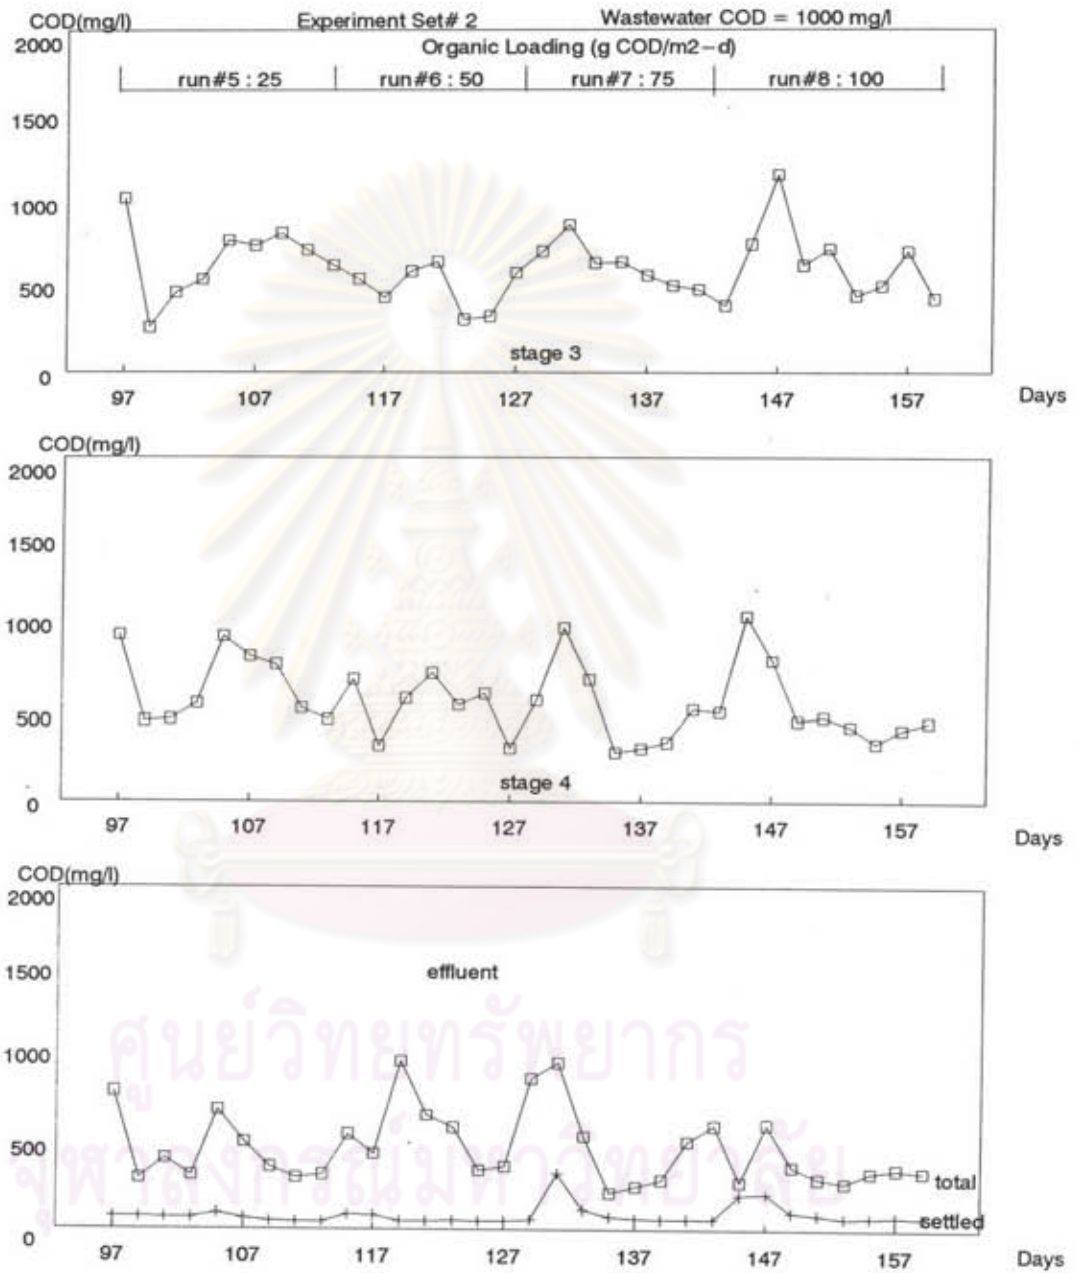 COD(mg/l) Experiment Set# 2 Wastewater COD = 1000 mg/l
2000
Organic Loading (g COD/m2-d)
run#5 : 25 run#6 : 50 run#7 : 75 run#8 : 100
1500
1000
500
stage 3
0
97 107 117 127 137 147 157 Days
COD(mg/l)
2000
1500
1000
500
stage 4
0
97 107 117 127 137 147 157 Days
COD(mg/l)
2000
effluent
1500
ศูนย์วิทยทรัพยากร
1000
500
จุฬาลงกรณ์มหาวิทยาลัย
total
settled
0
97 107 117 127 137 147 157 Days